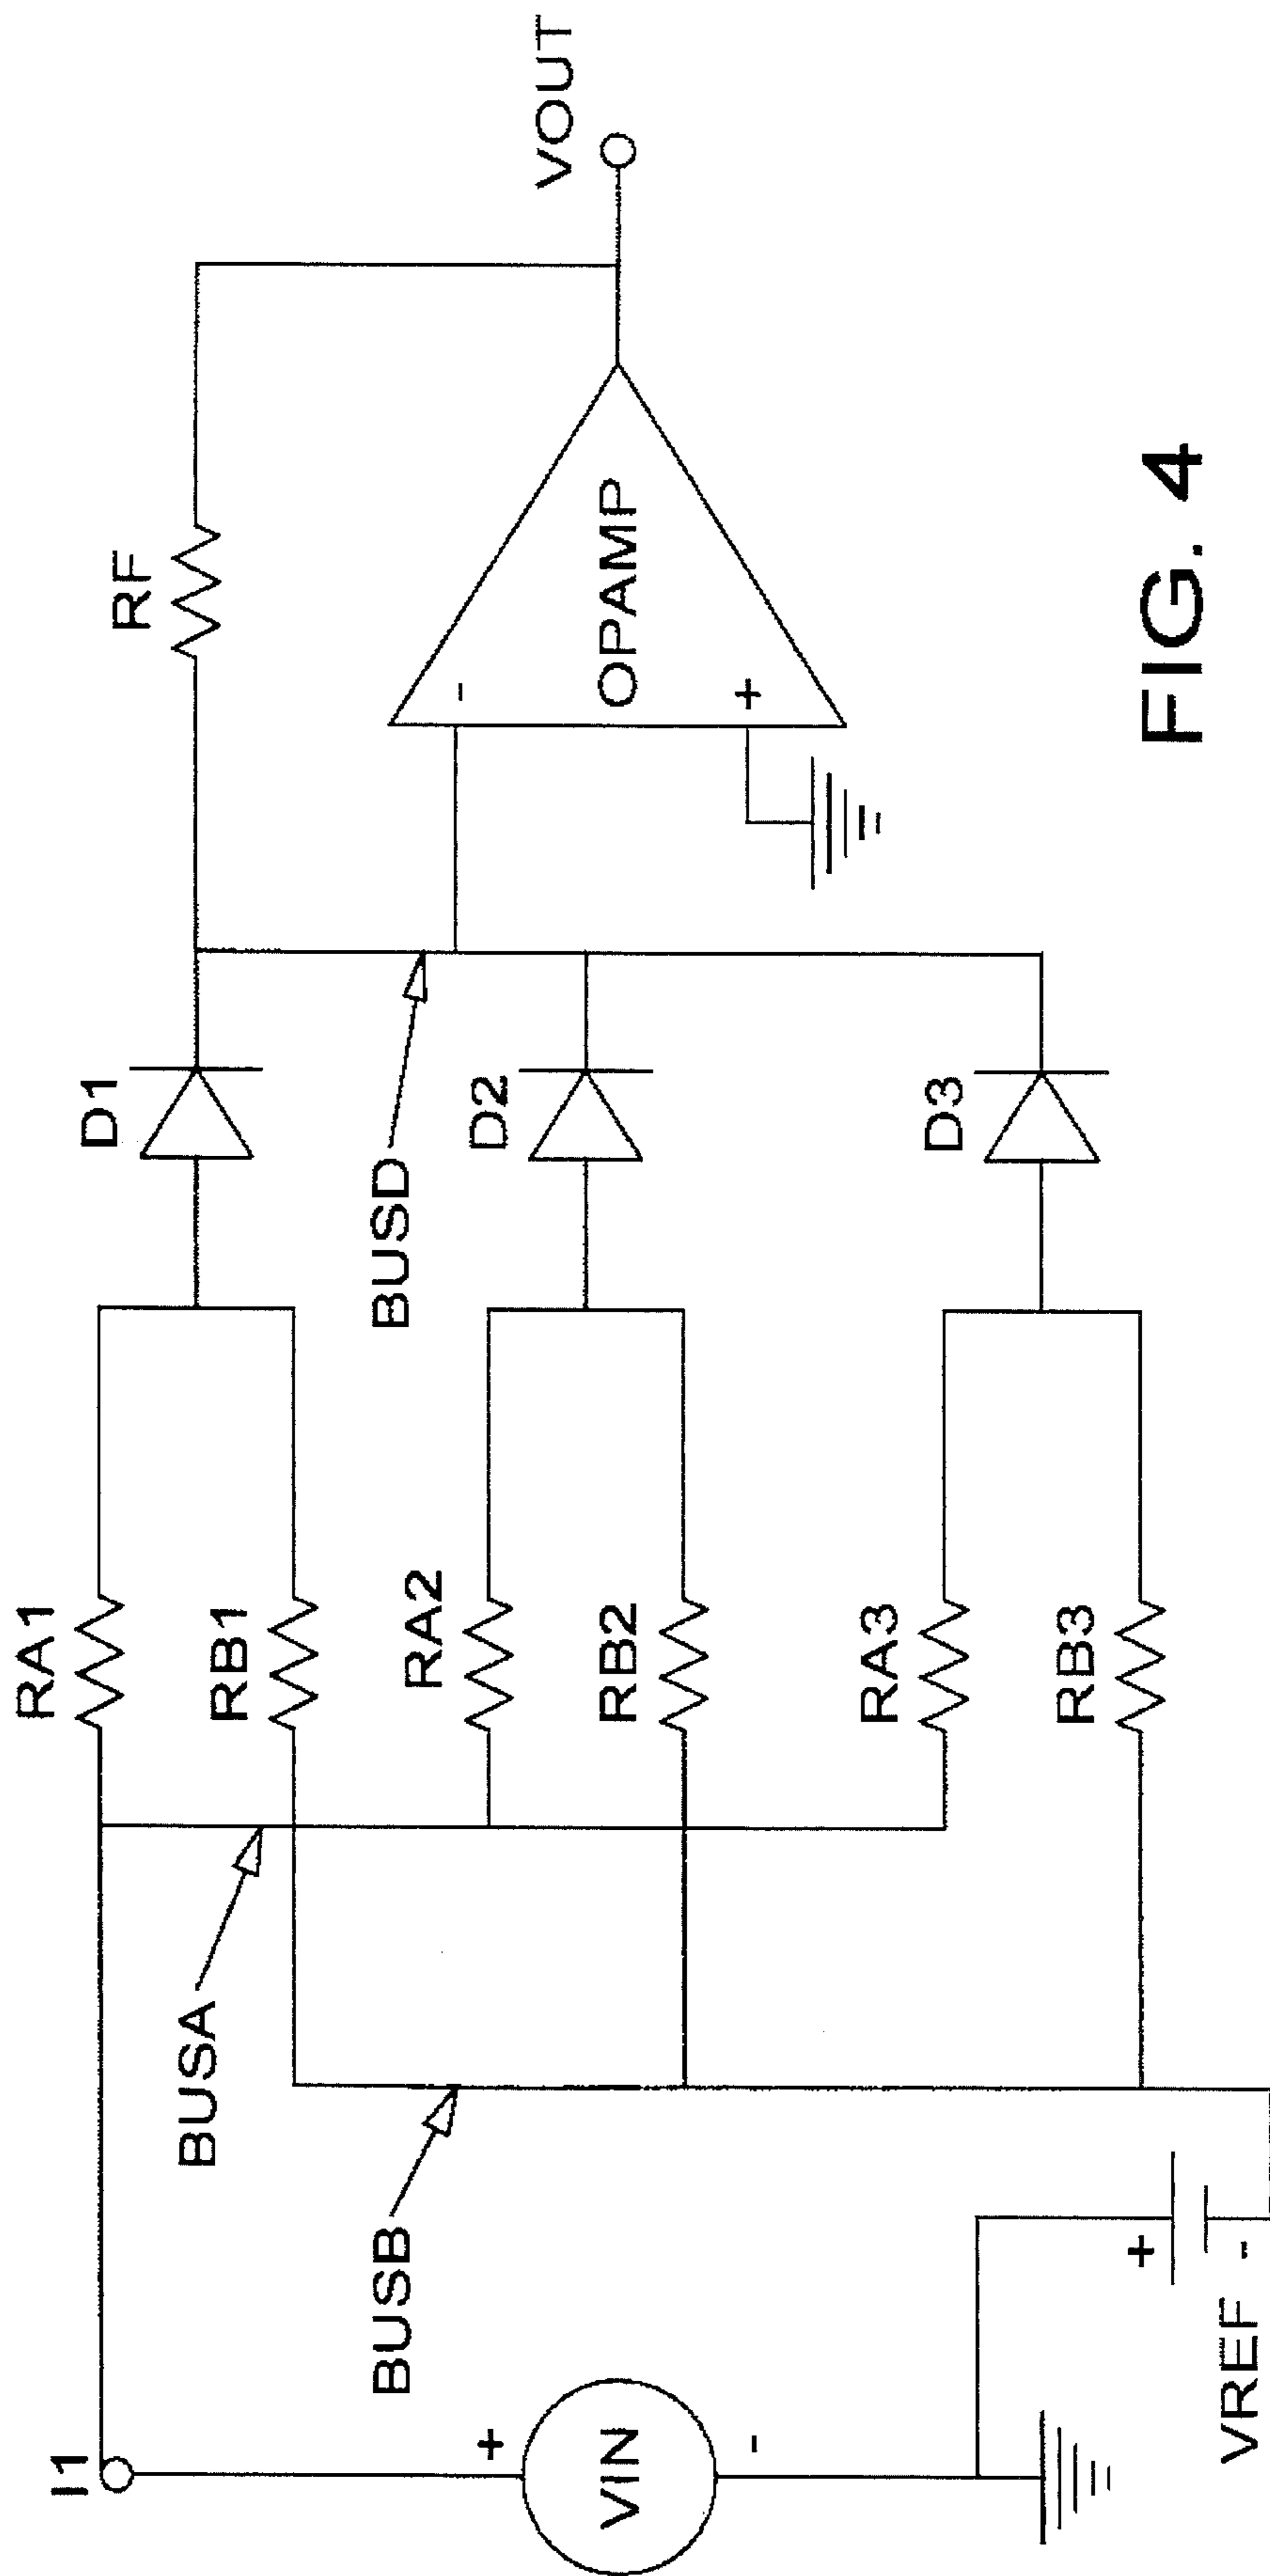 I1
VIN
+
-
VREF
+
-
BUSA
BUSB
RA1
RB1
RA2
RB2
RA3
RB3
D1
D2
D3
BUSD
RF
-
+
OPAMP
VOUT
FIG. 4